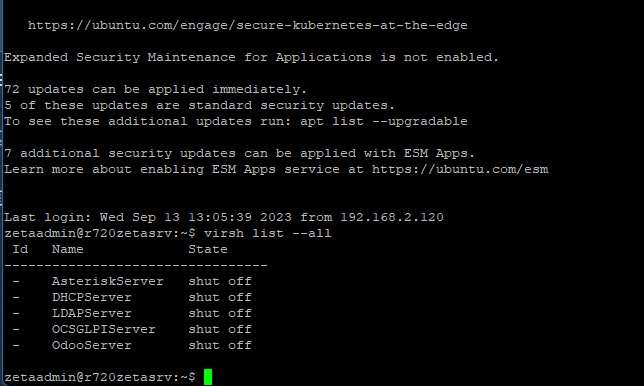 https://ubuntu.com/engage/secure-kubernetes-at-the-edge
Expanded Security Maintenance for Applications is not enabled.
72 updates can be applied immediately.
5 of these updates are standard security updates.
To see these additional updates run: apt list --upgradable
7 additional security updates can be applied with ESM Apps.
Learn more about enabling ESM Apps service at https://ubuntu.com/esm
Last login: Wed Sep 13 13:05:39 2023 from 192.168.2.120
zetaadmin@r720zetasrv:~$ virsh list --all
 Id   Name             State
---------------------------------
 -    AsteriskServer   shut off
 -    DHCPServer       shut off
 -    LDAPServer       shut off
 -    OCSGLPIServer    shut off
 -    OdooServer       shut off
zetaadmin@r720zetasrv:~$